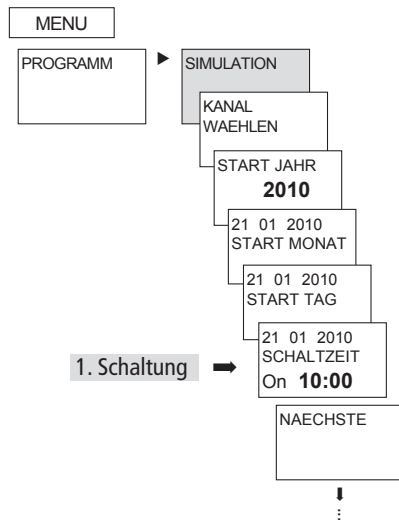 MENU
PROGRAMM
SIMULATION
KANAL
WAEHLEN
START JAHR
2010
21 01 2010
START MONAT
21 01 2010
START TAG
21 01 2010
SCHALTZEIT
On 10:00
1. Schaltung
NAECHSTE